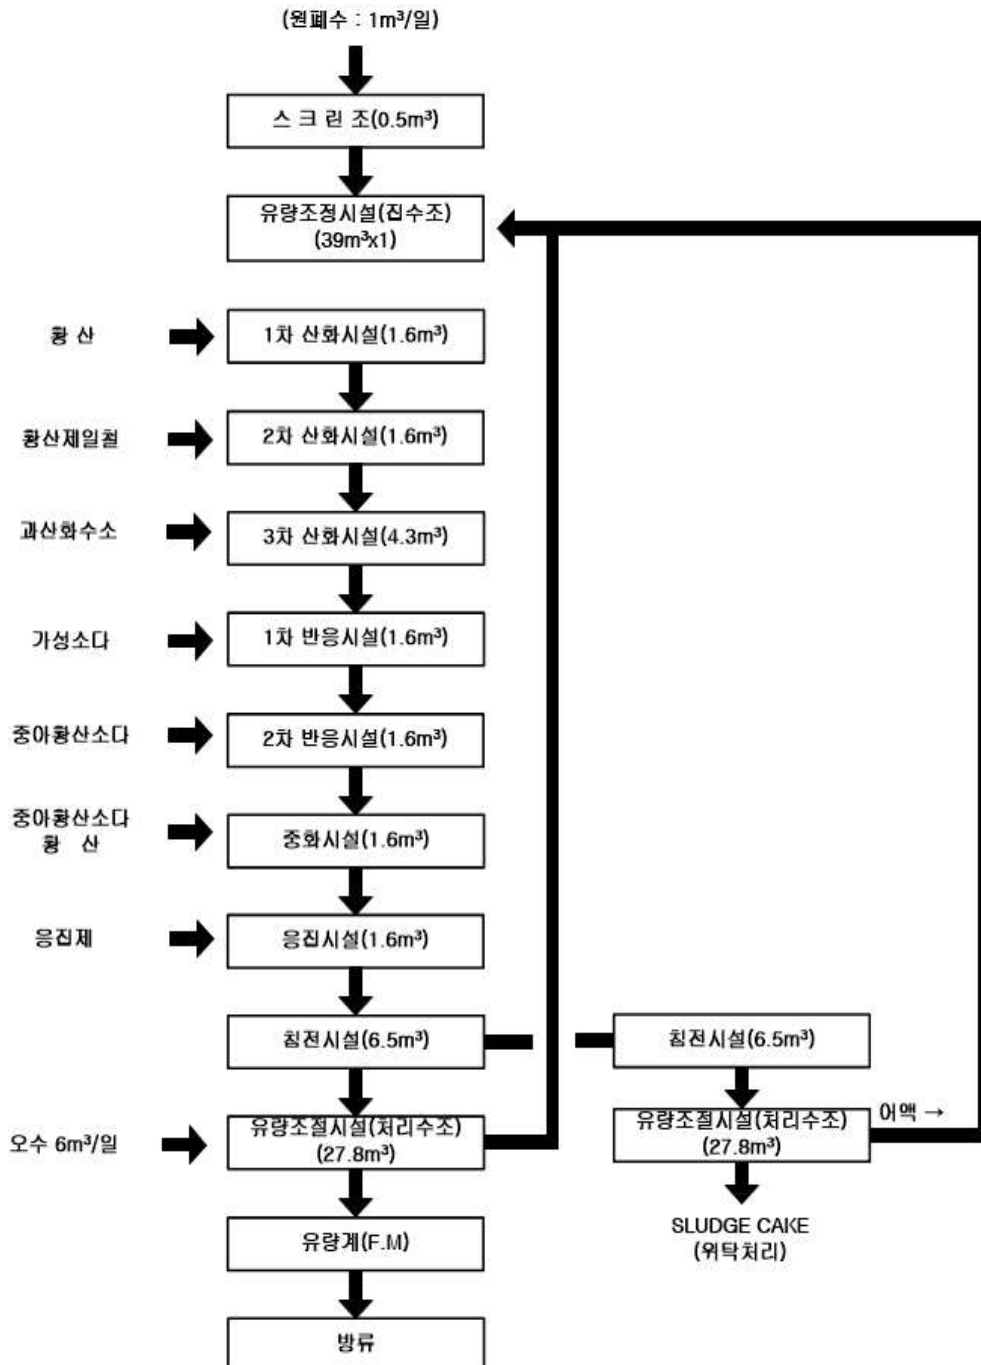 (원폐수 : 1m³/일)
스 크 린 조(0.5m³)
유량조정시설(집수조)
(39m³x1)
황 산
1차 산화시설(1.6m³)
황산제일철
2차 산화시설(1.6m³)
과산화수소
3차 산화시설(4.3m³)
가성소다
1차 반응시설(1.6m³)
중아황산소다
2차 반응시설(1.6m³)
중아황산소다
황 산
중화시설(1.6m³)
응집제
응집시설(1.6m³)
침전시설(6.5m³)
침전시설(6.5m³)
오수 6m³/일
유량조절시설(처리수조)
(27.8m³)
유량조절시설(처리수조)
(27.8m³)
여액 →
유량계(F.M)
SLUDGE CAKE
(위탁처리)
방류